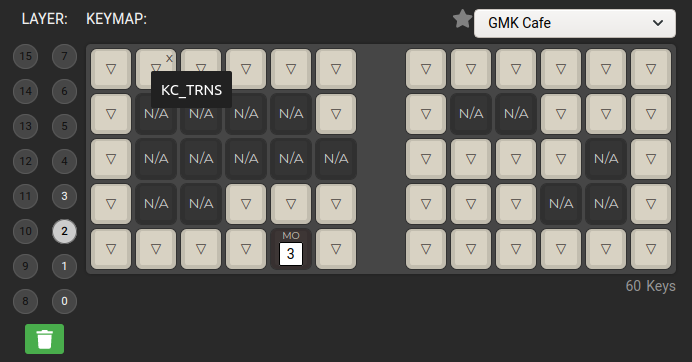 LAYER: KEYMAP: GMK Cafe
15 7 ▽ ▽ x ▽ ▽ ▽ ▽ ▽ ▽ ▽ ▽ ▽ ▽
KC_TRNS
14 6 ▽ N/A N/A N/A N/A ▽ ▽ N/A N/A ▽ ▽ ▽
13 5
12 4 ▽ N/A N/A N/A N/A N/A ▽ ▽ ▽ ▽ N/A ▽
11 3 ▽ N/A N/A ▽ ▽ ▽ ▽ ▽ ▽ N/A N/A ▽
10 2 ▽ ▽ ▽ ▽ MO 3 ▽ ▽ ▽ ▽ ▽ ▽ ▽
9 1
60 Keys
8 0